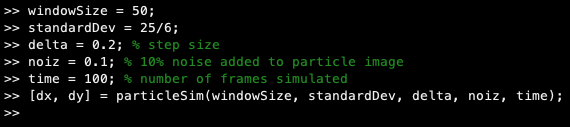 >> windowSize = 50;
>> standardDev = 25/6;
>> delta = 0.2; % step size
>> noiz = 0.1; % 10% noise added to particle image
>> time = 100; % number of frames simulated
>> [dx, dy] = particleSim(windowSize, standardDev, delta, noiz, time);
>>